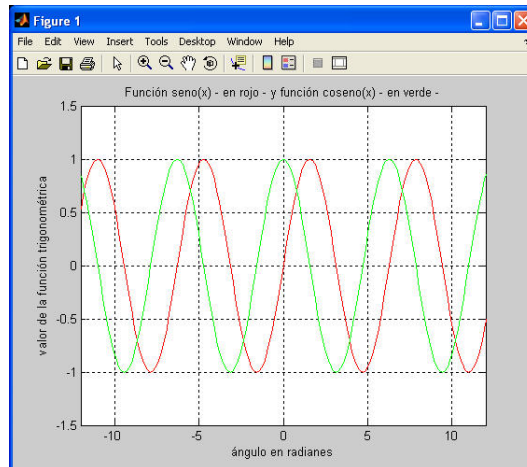 Figure 1
File Edit View Insert Tools Desktop Window Help
Función seno(x) - en rojo - y función coseno(x) - en verde -
valor de la función trigonométrica
1.5
1
0.5
0
-0.5
-1
-1.5
-10 -5 0 5 10
ángulo en radianes